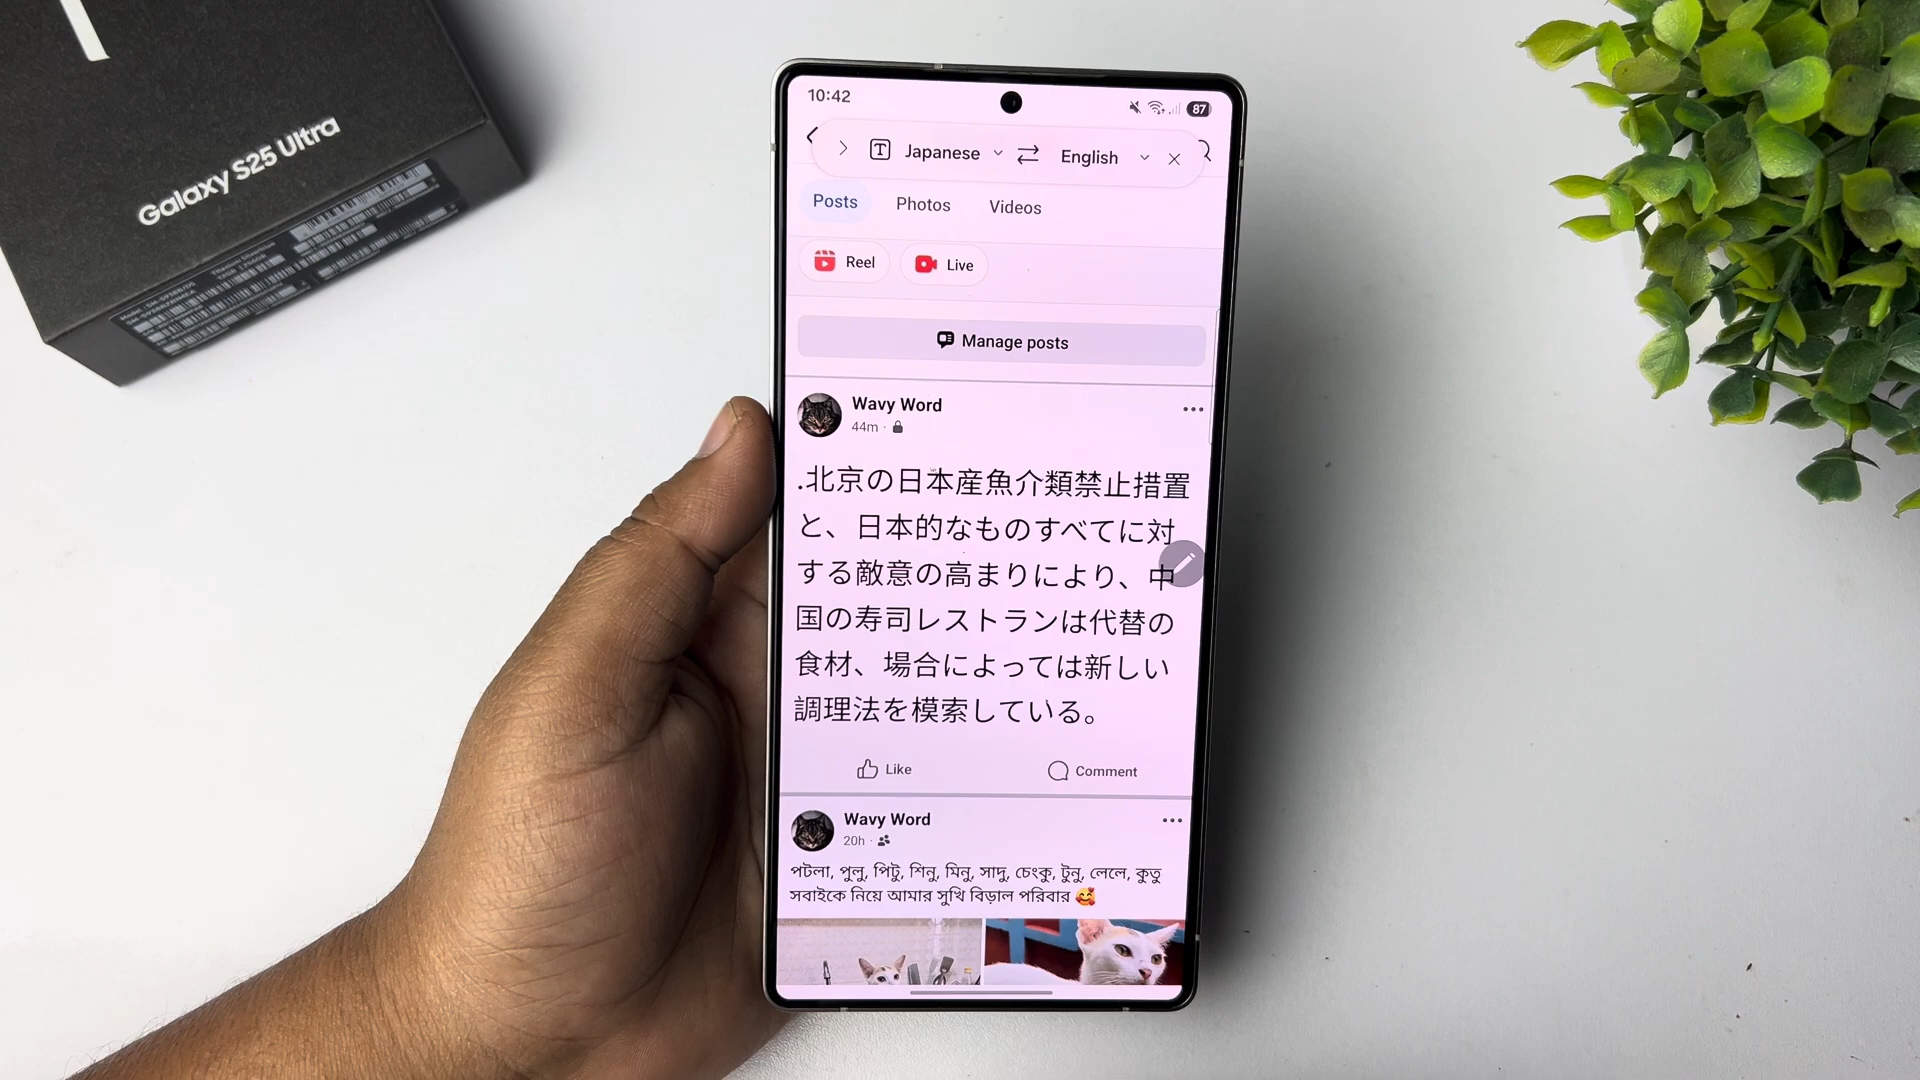 Galaxy S25 Ultra
10:42
87
Japanese
English
Posts
Photos
Videos
Reel
Live
Manage posts
Wavy Word
44m
.北京の日本産魚介類禁止措置
と、日本的なものすべてに対
する敵意の高まりにより、中
国の寿司レストランは代替の
食材、場合によっては新しい
調理法を模索している。
Like
Comment
Wavy Word
20h
পটলা, পুলু, পিটু, শিনু, মিনু, সাদু, চেংকু, টুনু, লেলে, কুতু
সবাইকে নিয়ে আমার সুখি বিড়াল পরিবার 🥰